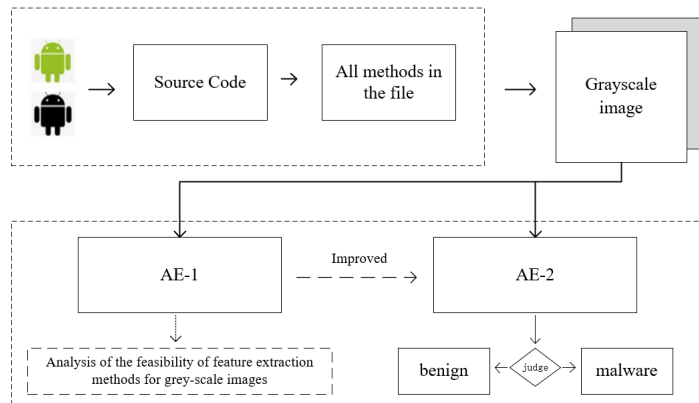 Source Code
All methods in
the file
Grayscale
image
AE-1
Improved
AE-2
Analysis of the feasibility of feature extraction
methods for grey-scale images
benign
judge
malware